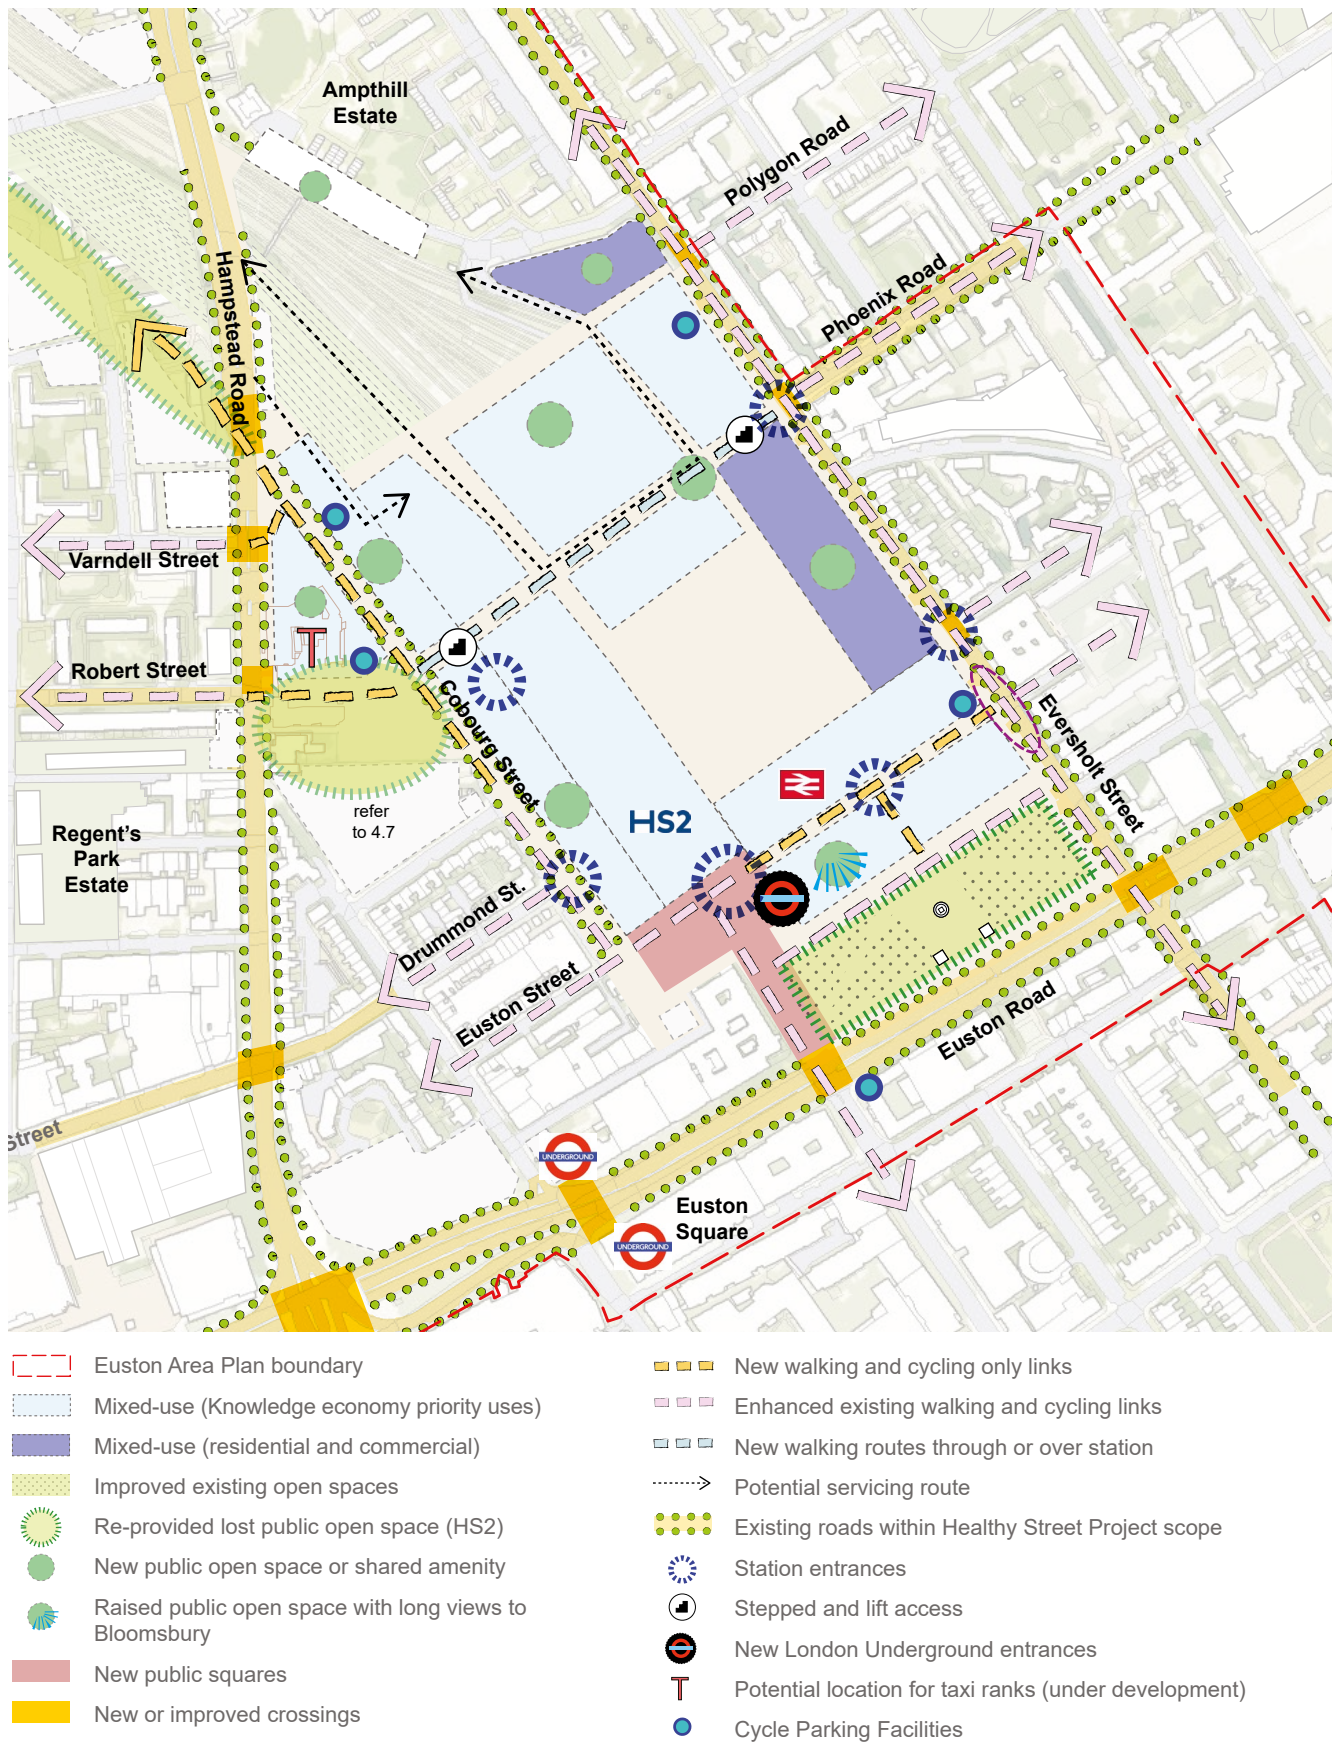 Ampthill
Estate
Polygon Road
Phoenix Road
Hampstead Road
Varndell Street
T
Robert Street
Cobourg Street
Eversholt Street
refer
to 4.7
HS2
Regent's
Park
Estate
Drummond St.
Euston Street
Euston Road
Street
UNDERGROUND
Euston
Square
UNDERGROUND
Euston Area Plan boundary
Mixed-use (Knowledge economy priority uses)
Mixed-use (residential and commercial)
Improved existing open spaces
Re-provided lost public open space (HS2)
New public open space or shared amenity
Raised public open space with long views to
Bloomsbury
New public squares
New or improved crossings
New walking and cycling only links
Enhanced existing walking and cycling links
New walking routes through or over station
Potential servicing route
Existing roads within Healthy Street Project scope
Station entrances
Stepped and lift access
New London Underground entrances
T
Potential location for taxi ranks (under development)
Cycle Parking Facilities